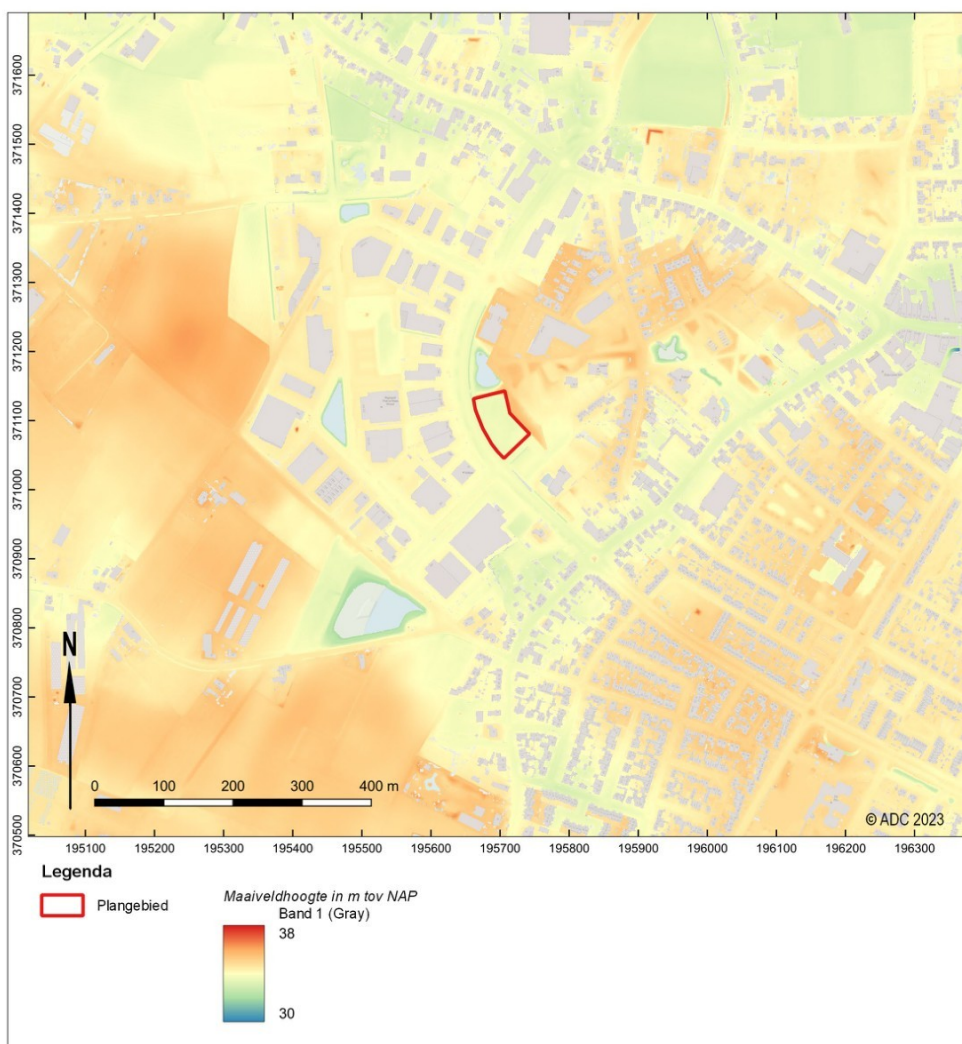 371600
371500
371400
371300
371200
371100
371000
370900
370800
370700
370600
370500
N
0 100 200 300 400 m
© ADC 2023
195100 195200 195300 195400 195500 195600 195700 195800 195900 196000 196100 196200 196300
Legenda
Plangebied
Maaiveldhoogte in m tov NAP
Band 1 (Gray)
38
30